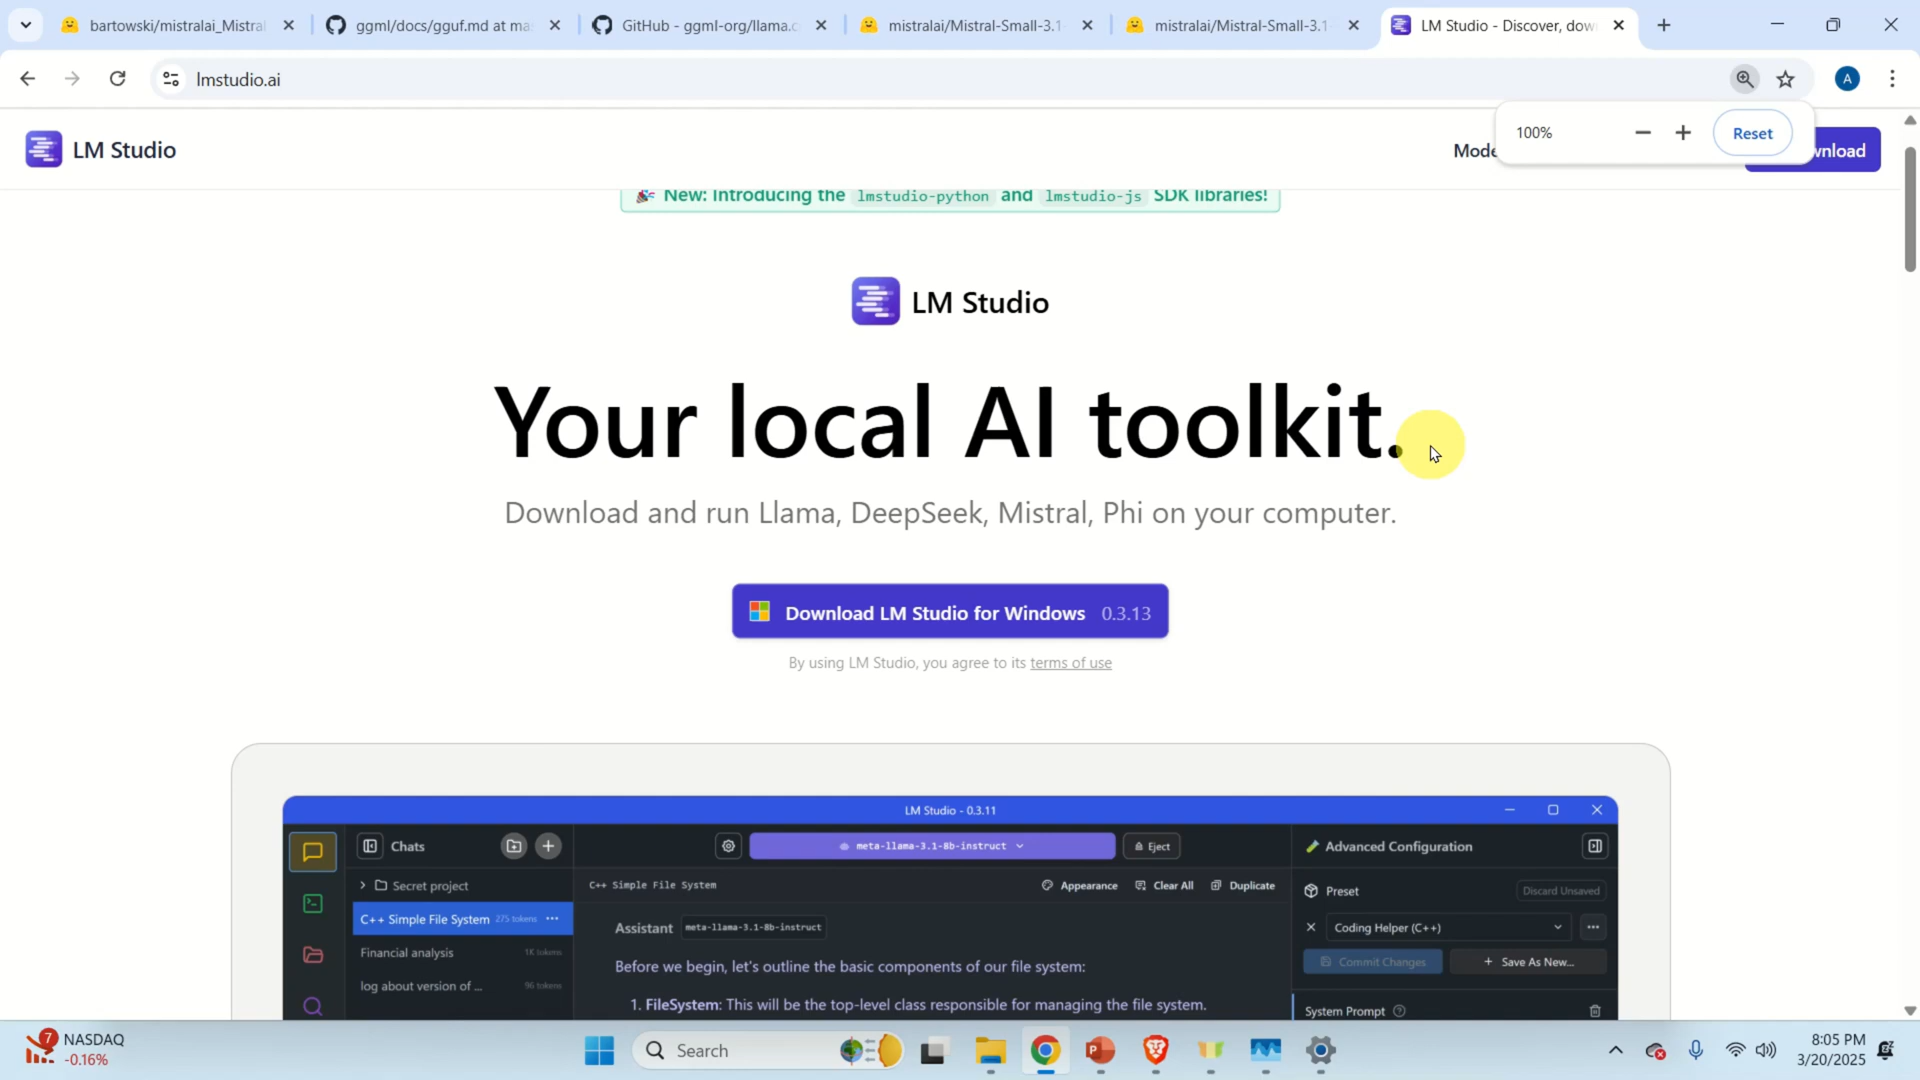 bartowski/mistralai_Mistral
ggml/docs/gguf.md at ma
GitHub - ggml-org/llama.c
mistralai/Mistral-Small-3.1-
mistralai/Mistral-Small-3.1-
LM Studio - Discover, dow
lmstudio.ai
A
100%
Reset
LM Studio
Mode
nload
New: Introducing the lmstudio-python and lmstudio-js SDK libraries!
LM Studio
Your local AI toolkit.
Download and run Llama, DeepSeek, Mistral, Phi on your computer.
Download LM Studio for Windows 0.3.13
By using LM Studio, you agree to its terms of use
LM Studio - 0.3.11
Chats
meta-llama-3.1-8b-instruct
Eject
Advanced Configuration
Secret project
C++ Simple File System
Appearance
Clear All
Duplicate
Preset
Discard Unsaved
C++ Simple File System 275 tokens ...
Assistant meta-llama-3.1-8b-instruct
Coding Helper (C++)
Financial analysis 1K tokens
Before we begin, let's outline the basic components of our file system:
Commit Changes
+ Save As New...
log about version of ... 96 tokens
1. FileSystem: This will be the top-level class responsible for managing the file system.
System Prompt
7
NASDAQ
-0.16%
Search
8:05 PM
3/20/2025